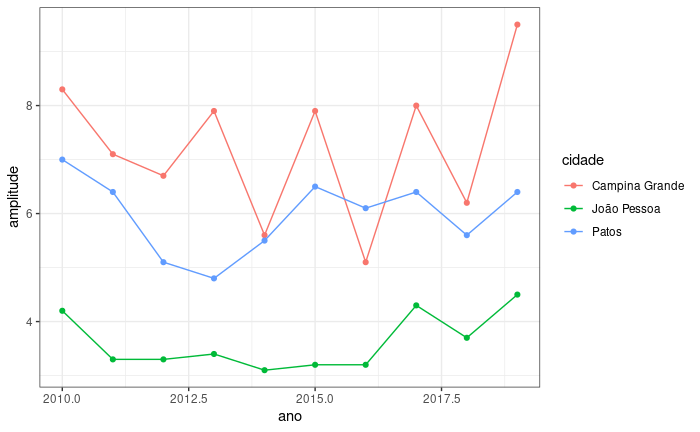 8
6
4
amplitude
2010.0 2012.5 2015.0 2017.5
ano
cidade
Campina Grande
João Pessoa
Patos